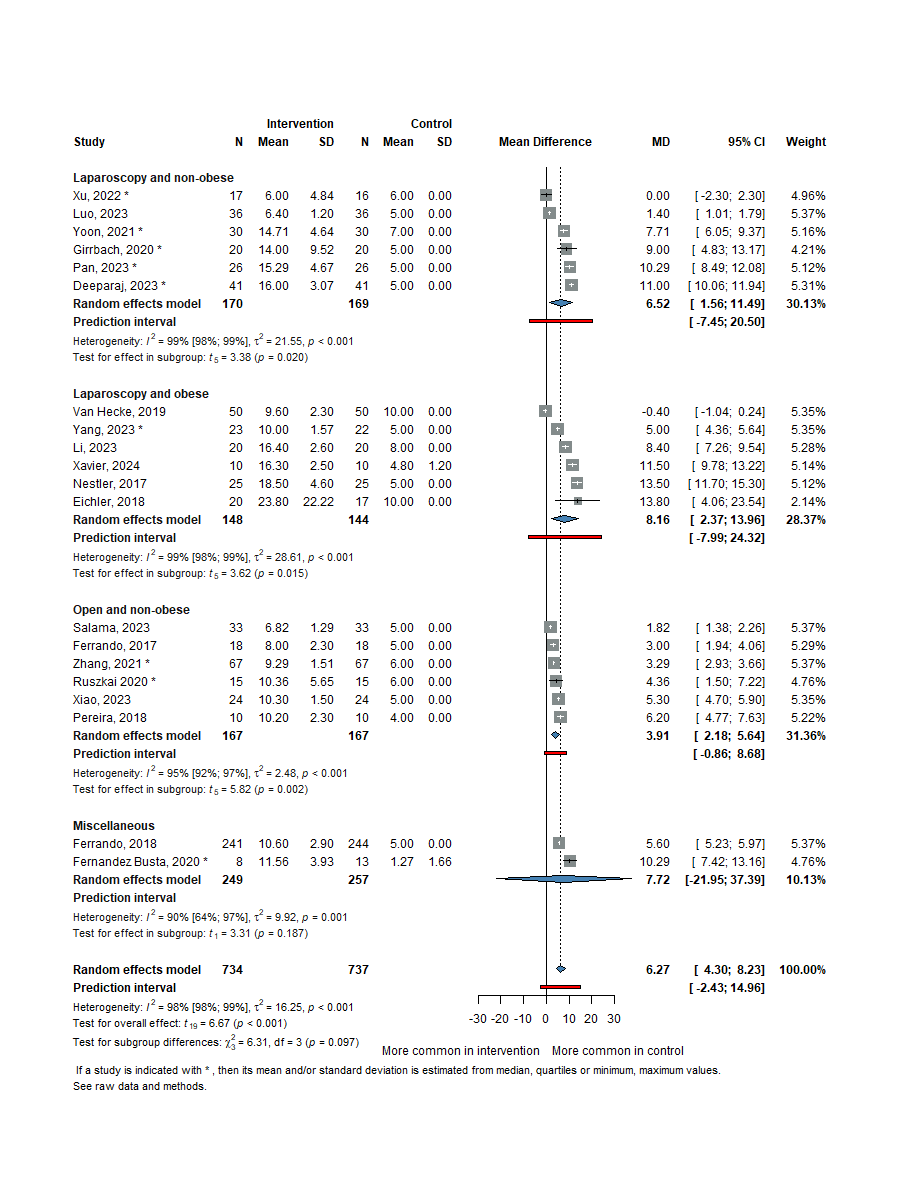 Intervention Control
Study N Mean SD N Mean SD Mean Difference MD 95% CI Weight
Laparoscopy and non-obese
Xu, 2022 * 17 6.00 4.84 16 6.00 0.00 0.00 [ -2.30; 2.30] 4.96%
Luo, 2023 36 6.40 1.20 36 5.00 0.00 1.40 [ 1.01; 1.79] 5.37%
Yoon, 2021 * 30 14.71 4.64 30 7.00 0.00 7.71 [ 6.05; 9.37] 5.16%
Girrbach, 2020 * 20 14.00 9.52 20 5.00 0.00 9.00 [ 4.83; 13.17] 4.21%
Pan, 2023 * 26 15.29 4.67 26 5.00 0.00 10.29 [ 8.49; 12.08] 5.12%
Deeparaj, 2023 * 41 16.00 3.07 41 5.00 0.00 11.00 [ 10.06; 11.94] 5.31%
Random effects model 170 169 6.52 [ 1.56; 11.49] 30.13%
Prediction interval [ -7.45; 20.50]
Heterogeneity: I² = 99% [98%; 99%], τ² = 21.55, p < 0.001
Test for effect in subgroup: t₅ = 3.38 (p = 0.020)
Laparoscopy and obese
Van Hecke, 2019 50 9.60 2.30 50 10.00 0.00 -0.40 [ -1.04; 0.24] 5.35%
Yang, 2023 * 23 10.00 1.57 22 5.00 0.00 5.00 [ 4.36; 5.64] 5.35%
Li, 2023 20 16.40 2.60 20 8.00 0.00 8.40 [ 7.26; 9.54] 5.28%
Xavier, 2024 10 16.30 2.50 10 4.80 1.20 11.50 [ 9.78; 13.22] 5.14%
Nestler, 2017 25 18.50 4.60 25 5.00 0.00 13.50 [ 11.70; 15.30] 5.12%
Eichler, 2018 20 23.80 22.22 17 10.00 0.00 13.80 [ 4.06; 23.54] 2.14%
Random effects model 148 144 8.16 [ 2.37; 13.96] 28.37%
Prediction interval [ -7.99; 24.32]
Heterogeneity: I² = 99% [98%; 99%], τ² = 28.61, p < 0.001
Test for effect in subgroup: t₅ = 3.62 (p = 0.015)
Open and non-obese
Salama, 2023 33 6.82 1.29 33 5.00 0.00 1.82 [ 1.38; 2.26] 5.37%
Ferrando, 2017 18 8.00 2.30 18 5.00 0.00 3.00 [ 1.94; 4.06] 5.29%
Zhang, 2021 * 67 9.29 1.51 67 6.00 0.00 3.29 [ 2.93; 3.66] 5.37%
Ruszkai 2020 * 15 10.36 5.65 15 6.00 0.00 4.36 [ 1.50; 7.22] 4.76%
Xiao, 2023 24 10.30 1.50 24 5.00 0.00 5.30 [ 4.70; 5.90] 5.35%
Pereira, 2018 10 10.20 2.30 10 4.00 0.00 6.20 [ 4.77; 7.63] 5.22%
Random effects model 167 167 3.91 [ 2.18; 5.64] 31.36%
Prediction interval [ -0.86; 8.68]
Heterogeneity: I² = 95% [92%; 97%], τ² = 2.48, p < 0.001
Test for effect in subgroup: t₅ = 5.82 (p = 0.002)
Miscellaneous
Ferrando, 2018 241 10.60 2.90 244 5.00 0.00 5.60 [ 5.23; 5.97] 5.37%
Fernandez Busta, 2020 * 8 11.56 3.93 13 1.27 1.66 10.29 [ 7.42; 13.16] 4.76%
Random effects model 249 257 7.72 [-21.95; 37.39] 10.13%
Prediction interval
Heterogeneity: I² = 90% [64%; 97%], τ² = 9.92, p = 0.001
Test for effect in subgroup: t₁ = 3.31 (p = 0.187)
Random effects model 734 737 6.27 [ 4.30; 8.23] 100.00%
Prediction interval [ -2.43; 14.96]
Heterogeneity: I² = 98% [98%; 99%], τ² = 16.25, p < 0.001
Test for overall effect: t₁₉ = 6.67 (p < 0.001)
-30 -20 -10 0 10 20 30
Test for subgroup differences: χ²₃ = 6.31, df = 3 (p = 0.097)
More common in intervention More common in control
If a study is indicated with * , then its mean and/or standard deviation is estimated from median, quartiles or minimum, maximum values.
See raw data and methods.